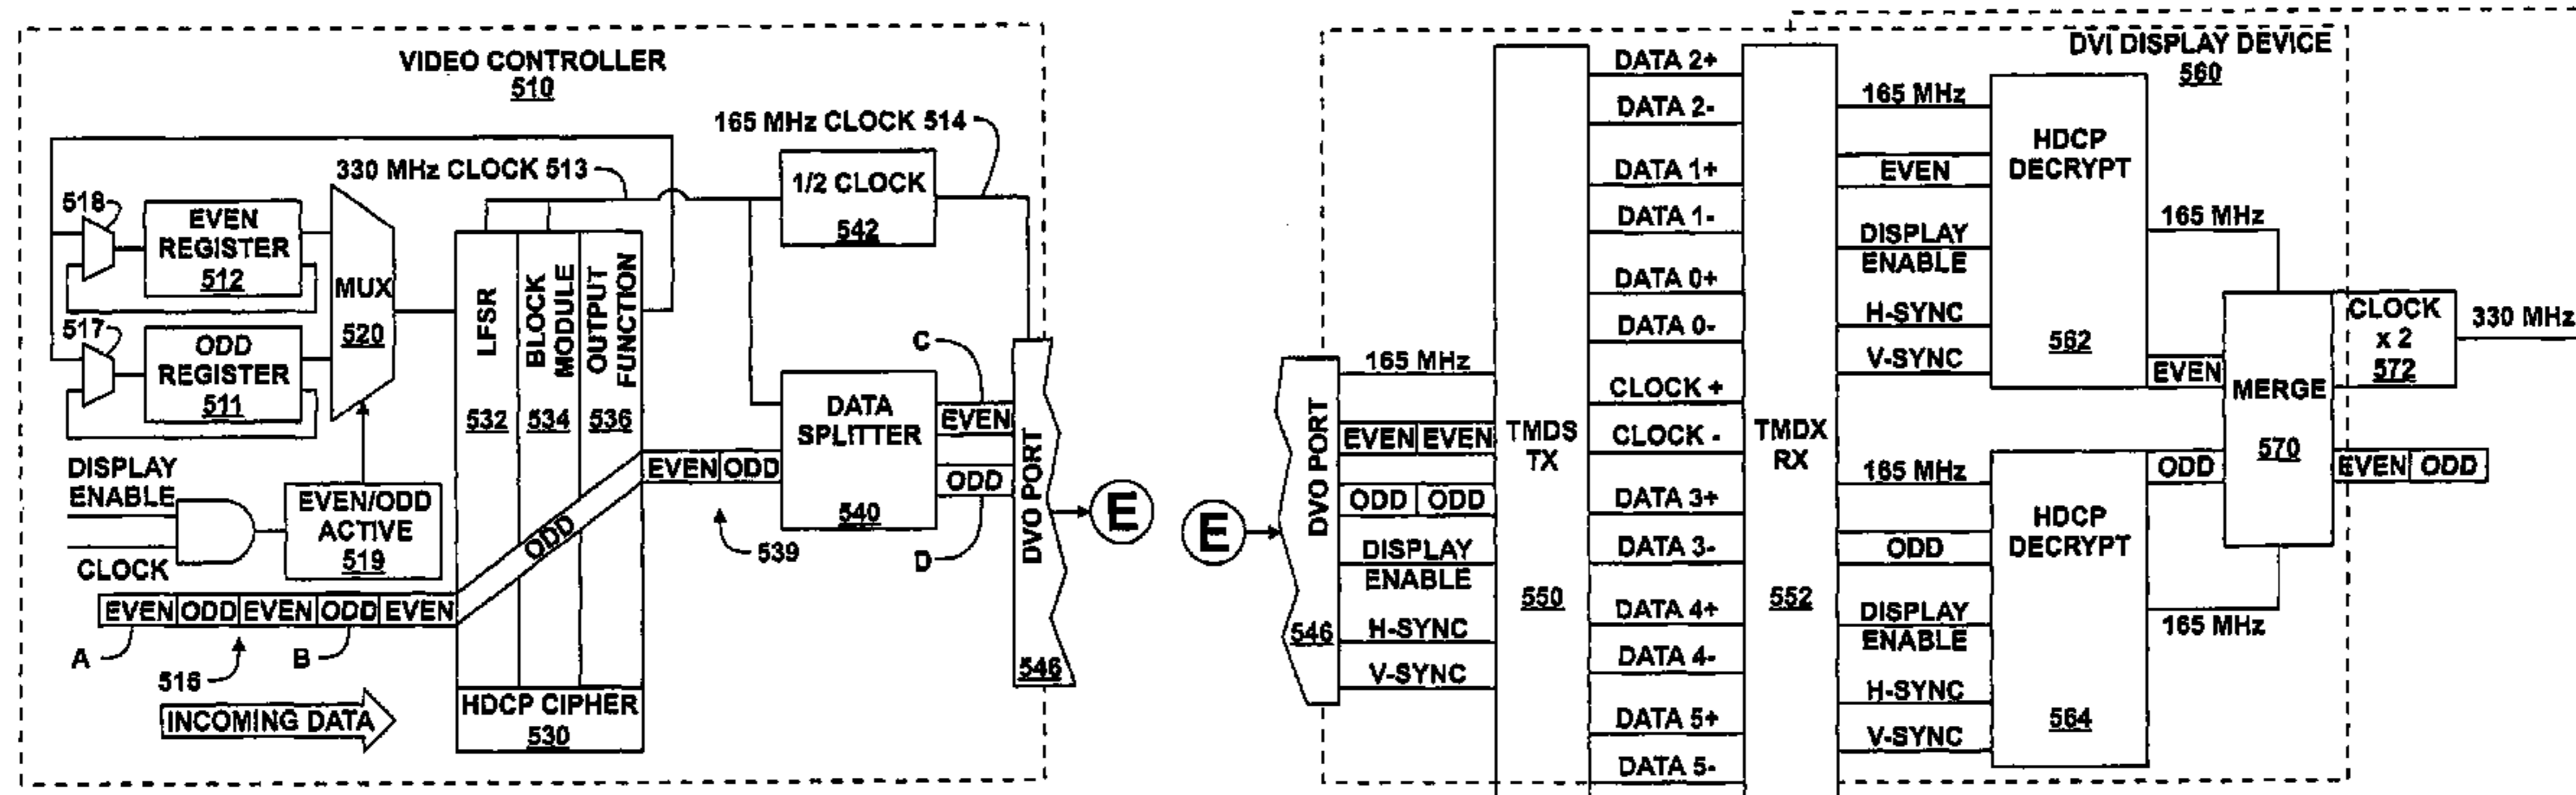 VIDEO CONTROLLER
510
165 MHz CLOCK 514
330 MHz CLOCK 513
1/2 CLOCK
542
518
EVEN
REGISTER
512
MUX
520
517
ODD
REGISTER
511
LFSR
532
BLOCK
MODULE
534
OUTPUT
FUNCTION
536
DISPLAY
ENABLE
CLOCK
EVEN/ODD
ACTIVE
519
ODD
EVEN ODD
539
DATA
SPLITTER
540
C
EVEN
ODD
D
DVO PORT
546
E
EVEN ODD EVEN ODD EVEN
A
B
516
INCOMING DATA
HDCP CIPHER
530
E
DVO PORT
546
165 MHz
EVEN EVEN
ODD ODD
DISPLAY
ENABLE
H-SYNC
V-SYNC
TMDS
TX
550
DATA 2+
DATA 2-
DATA 1+
DATA 1-
DATA 0+
DATA 0-
CLOCK +
CLOCK -
DATA 3+
DATA 3-
DATA 4+
DATA 4-
DATA 5+
DATA 5-
TMDX
RX
552
DVI DISPLAY DEVICE
560
165 MHz
EVEN
DISPLAY
ENABLE
H-SYNC
V-SYNC
HDCP
DECRYPT
562
165 MHz
EVEN
165 MHz
ODD
DISPLAY
ENABLE
H-SYNC
V-SYNC
HDCP
DECRYPT
564
ODD
165 MHz
MERGE
570
CLOCK
x 2
572
330 MHz
EVEN ODD